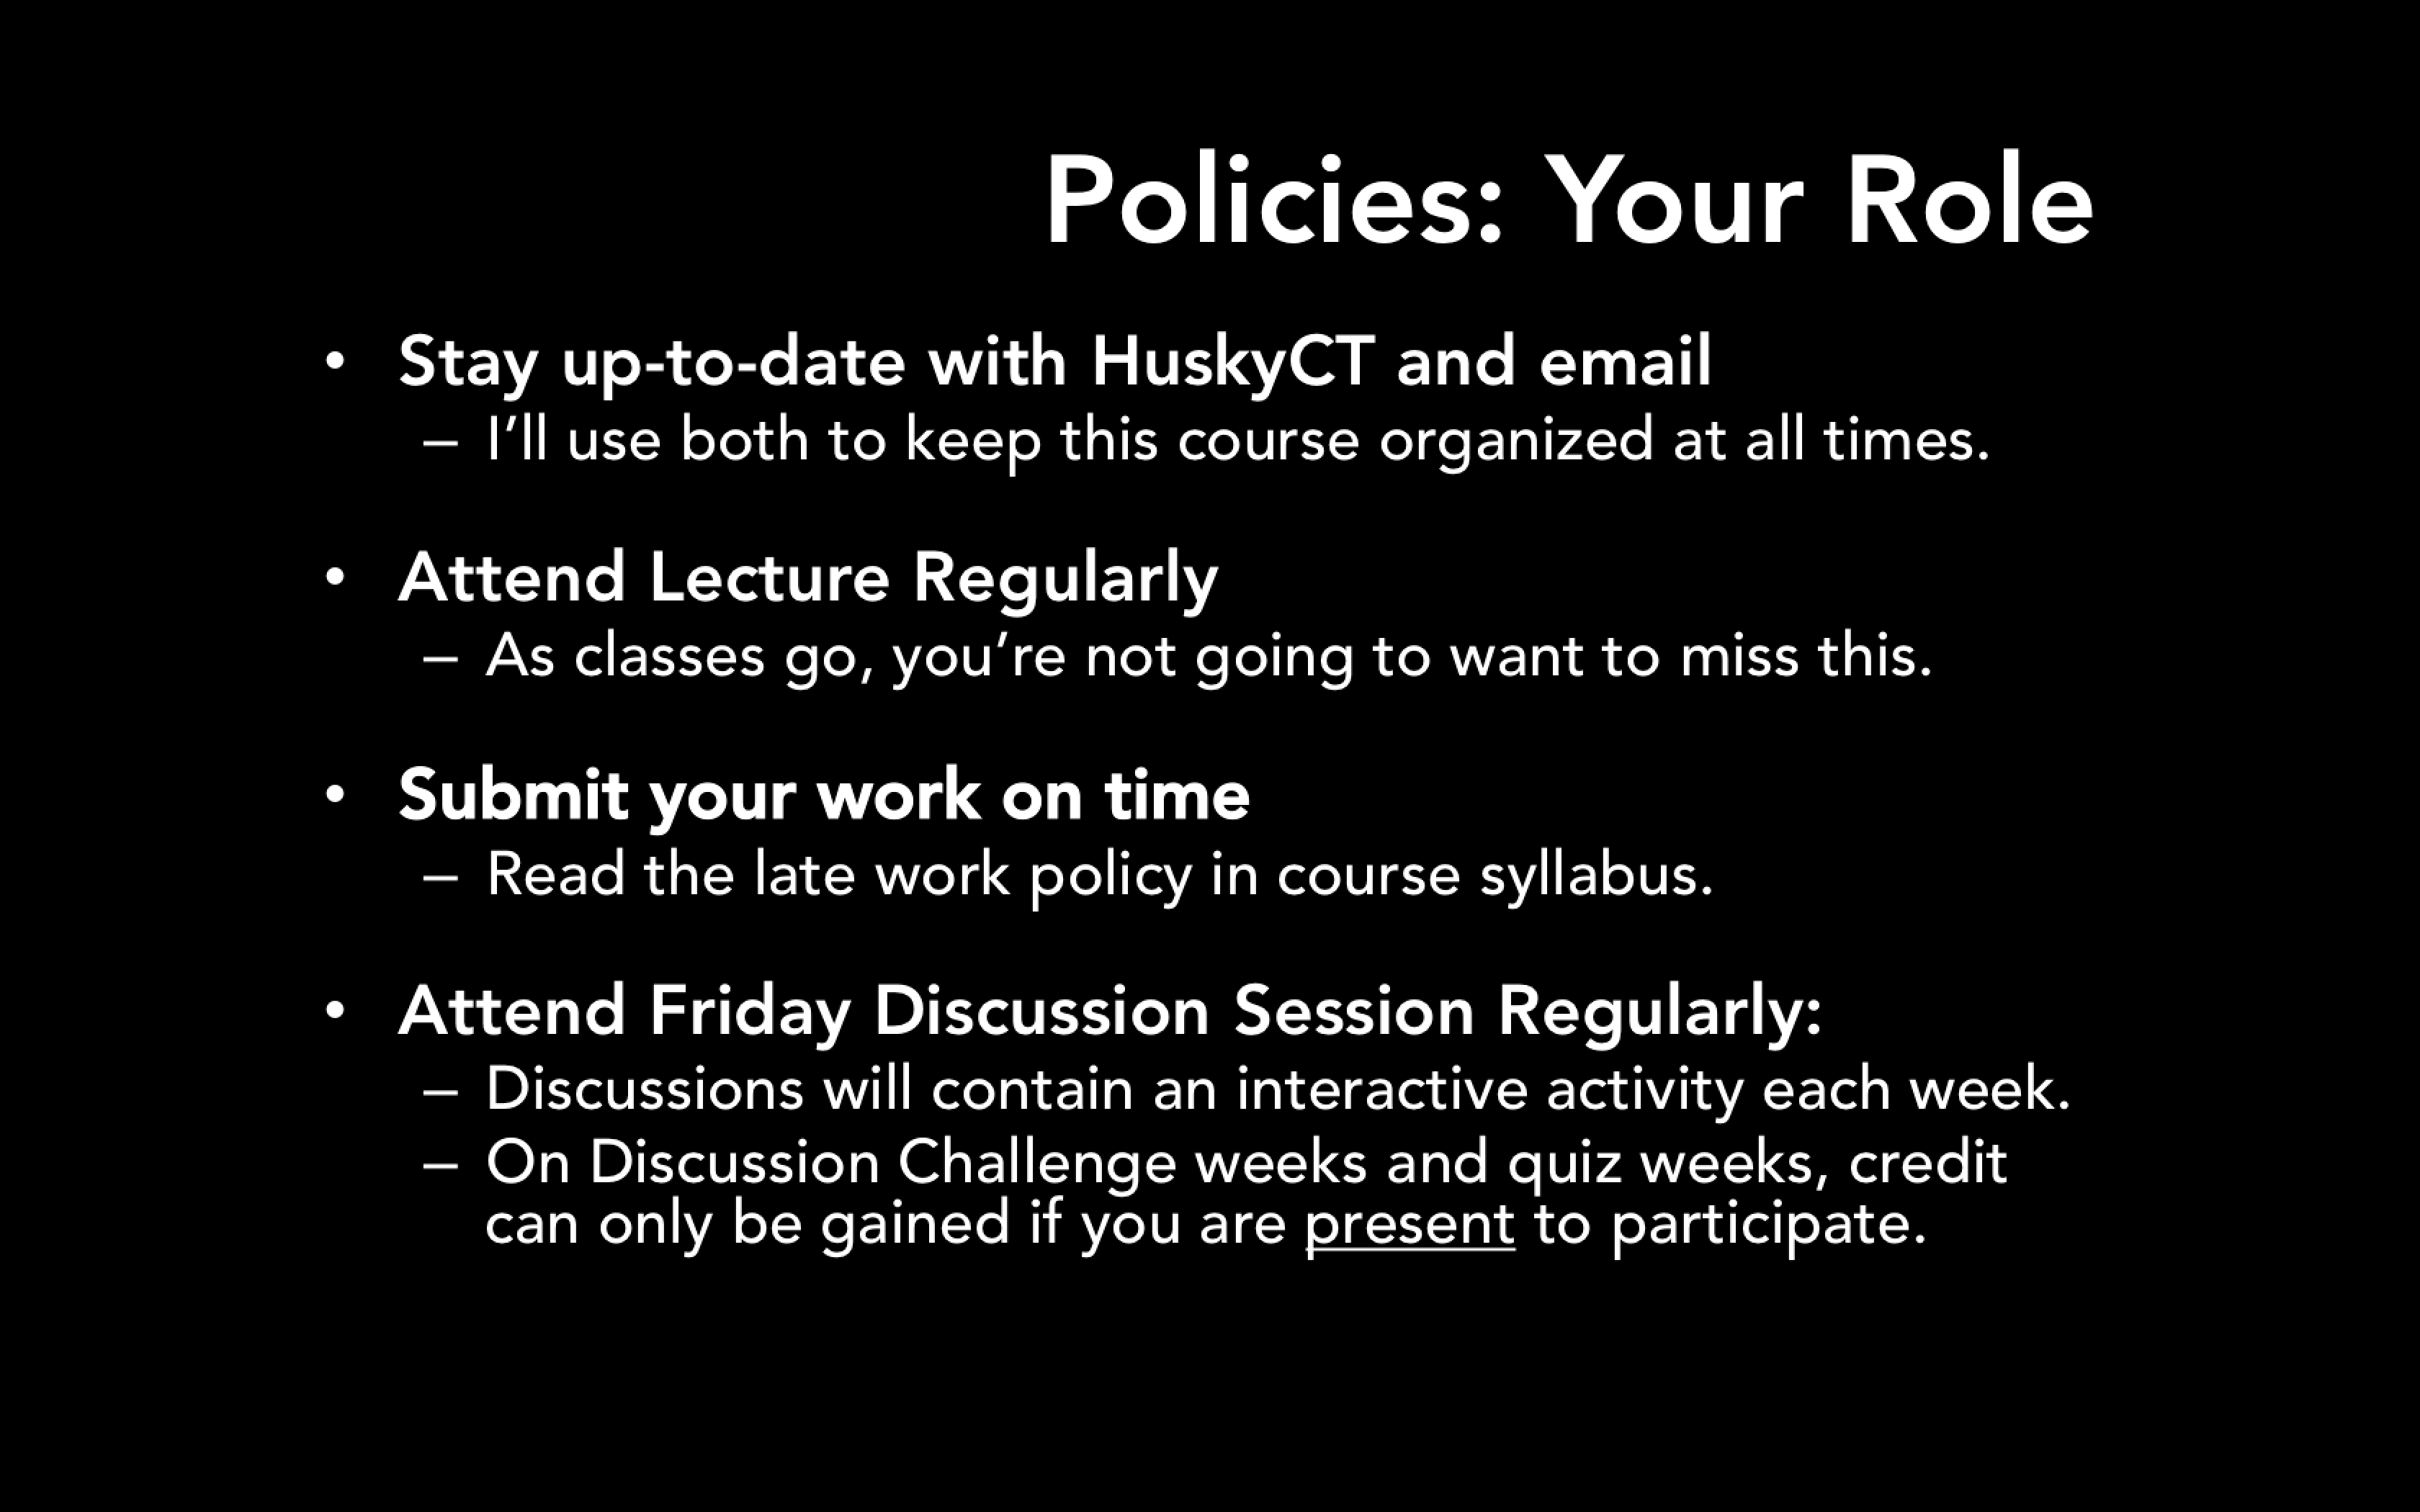 Policies: Your Role
• Stay up-to-date with HuskyCT and email
– I’ll use both to keep this course organized at all times.
• Attend Lecture Regularly
– As classes go, you’re not going to want to miss this.
• Submit your work on time
– Read the late work policy in course syllabus.
• Attend Friday Discussion Session Regularly:
– Discussions will contain an interactive activity each week.
– On Discussion Challenge weeks and quiz weeks, credit
can only be gained if you are present to participate.